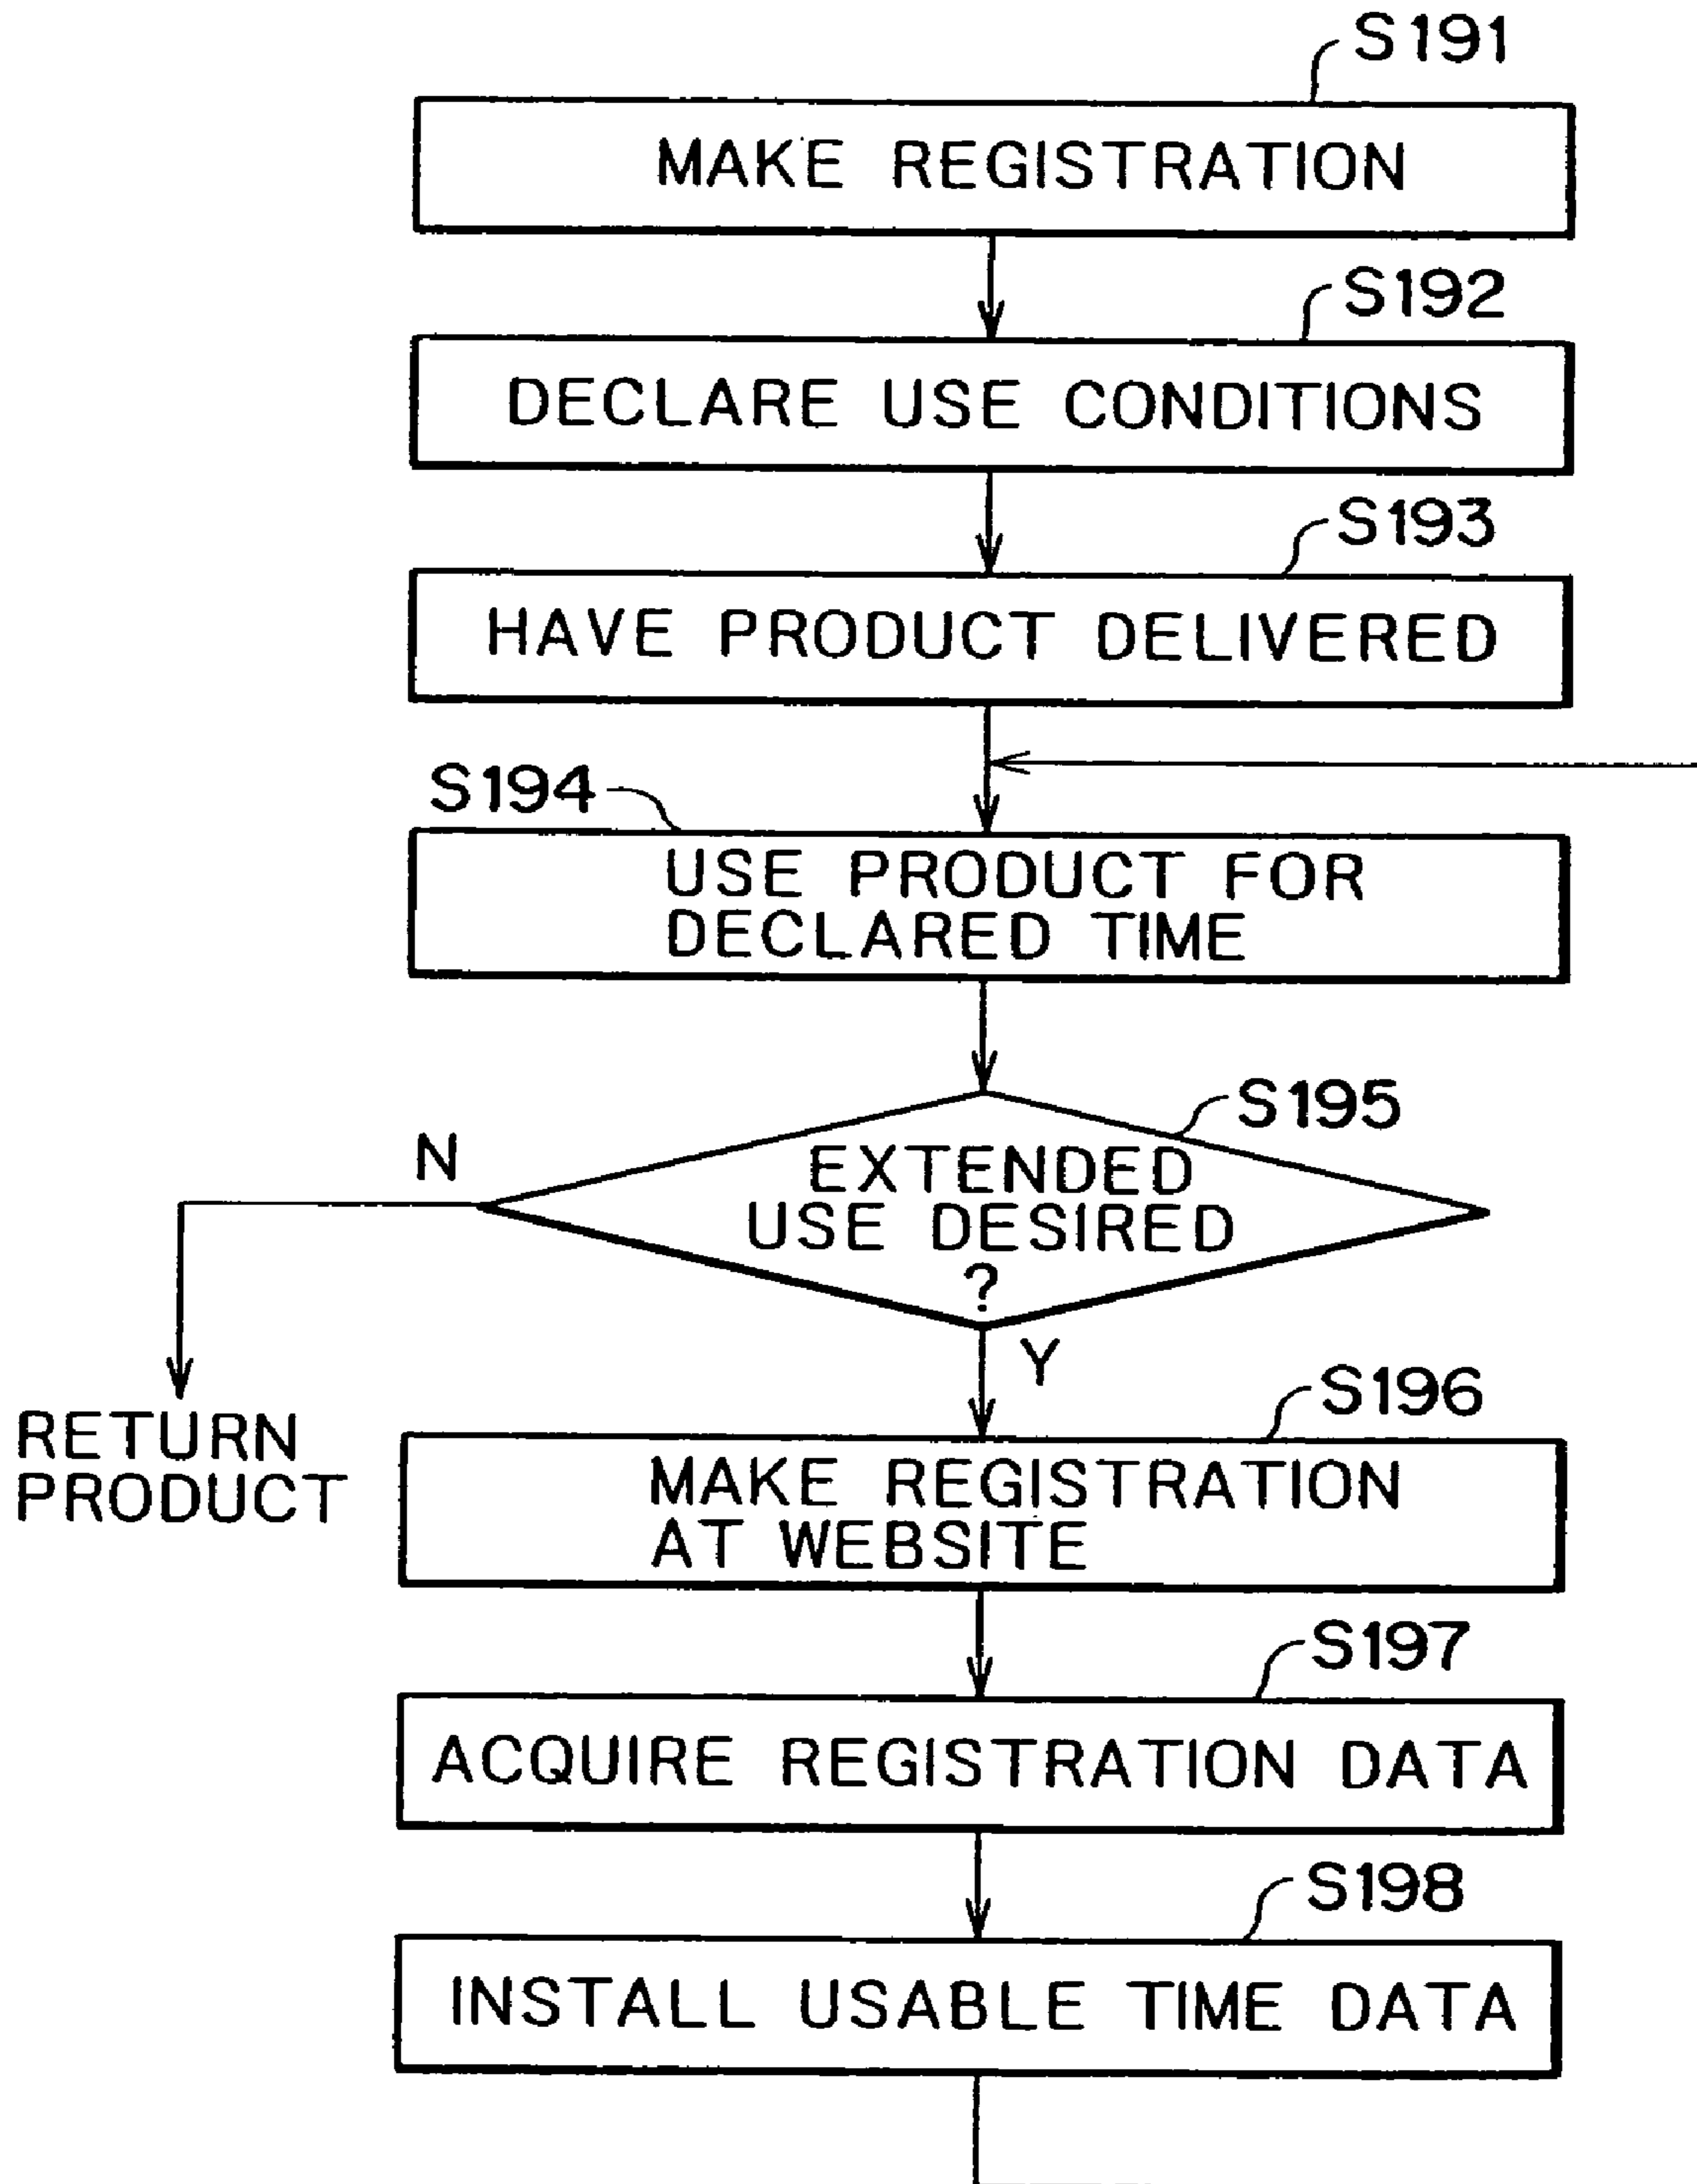 S191
MAKE REGISTRATION
S192
DECLARE USE CONDITIONS
S193
HAVE PRODUCT DELIVERED
S194
USE PRODUCT FOR
DECLARED TIME
S195
N
EXTENDED
USE DESIRED
?
Y
RETURN
PRODUCT
S196
MAKE REGISTRATION
AT WEBSITE
S197
ACQUIRE REGISTRATION DATA
S198
INSTALL USABLE TIME DATA